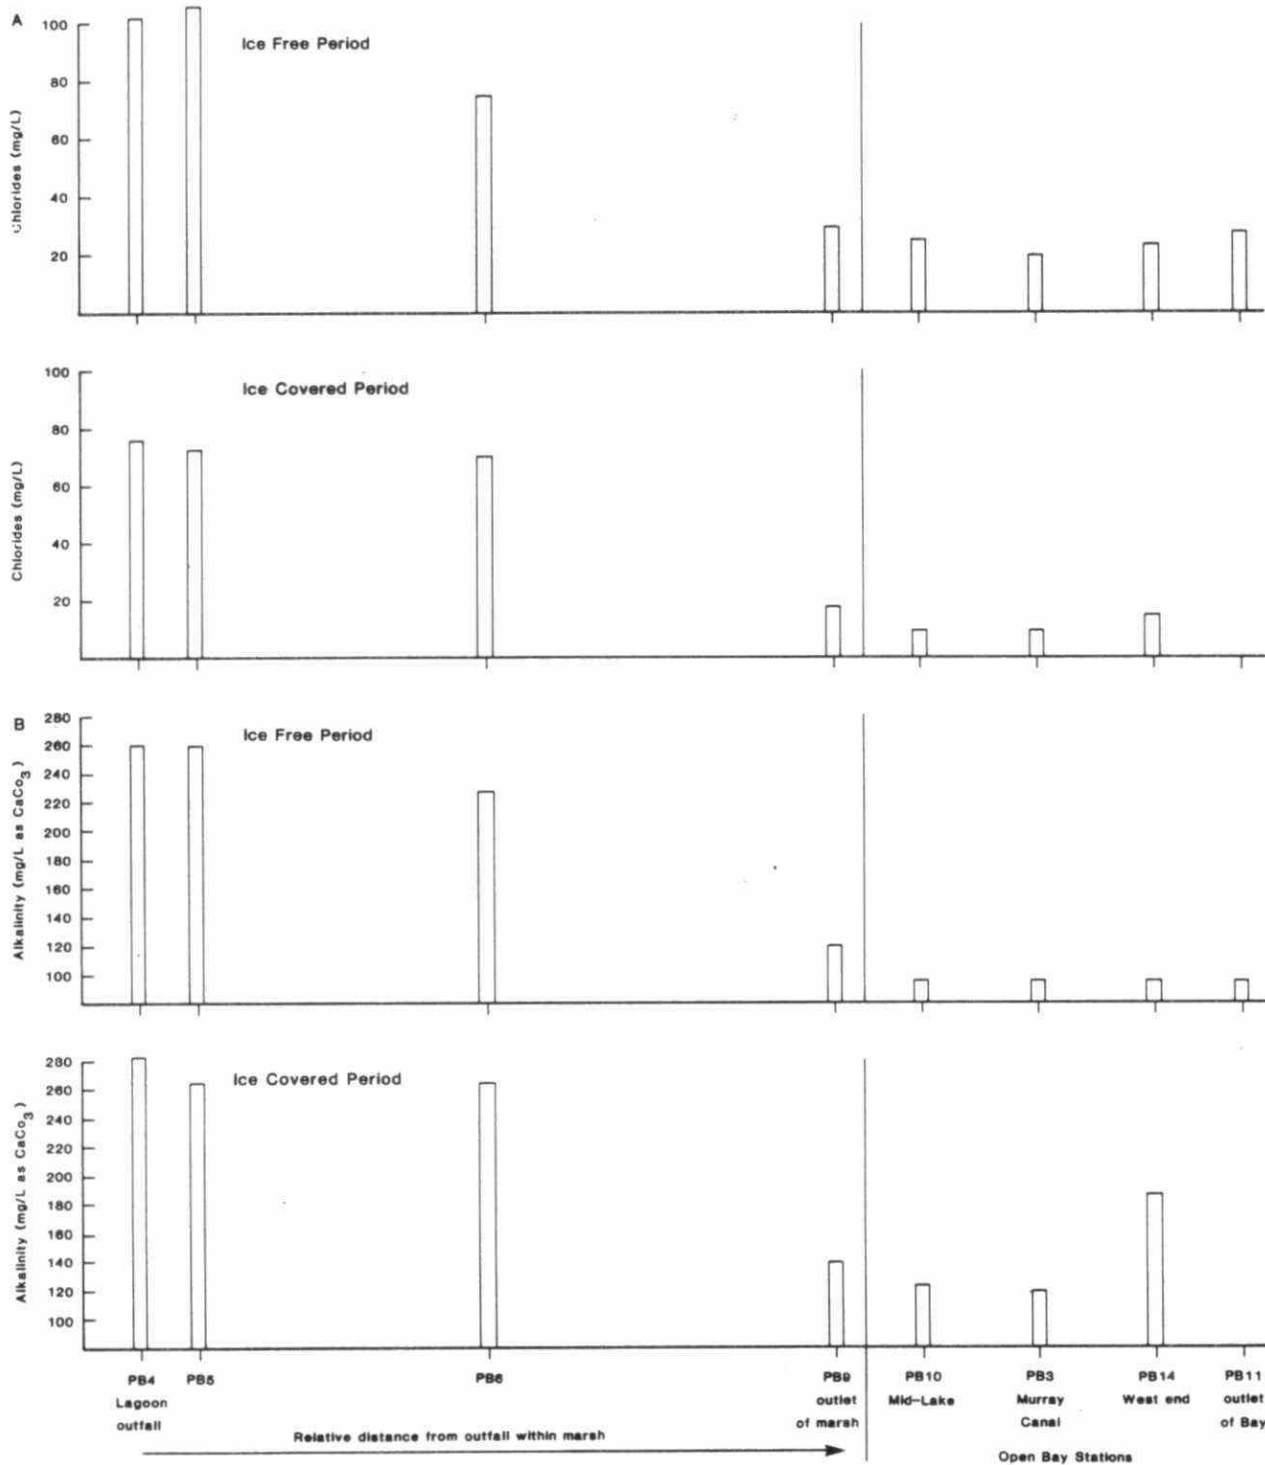 A
Ice Free Period
Chlorides (mg/L)
100
80
60
40
20
Ice Covered Period
Chlorides (mg/L)
100
80
60
40
20
B
Ice Free Period
Alkalinity (mg/L as CaCo3)
280
260
240
220
200
180
160
140
120
100
Ice Covered Period
Alkalinity (mg/L as CaCo3)
280
260
240
220
200
180
160
140
120
100
PB4
Lagoon
outfall
PB5
PB6
PB9
outlet
of marsh
PB10
Mid-Lake
PB3
Murray
Canal
PB14
West end
PB11
outlet
of Bay
Relative distance from outfall within marsh
Open Bay Stations